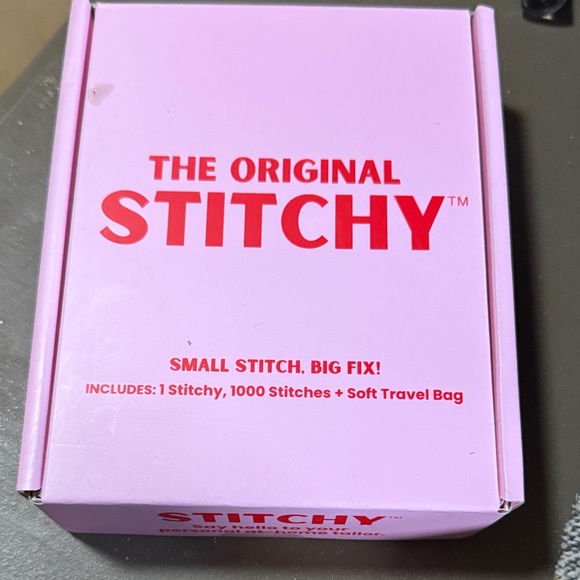 THE ORIGINAL
STITCHY™
SMALL STITCH, BIG FIX!
INCLUDES: 1 Stitchy, 1000 Stitches + Soft Travel Bag
STITCHY™
Say hello to your
personal at-home tailor.